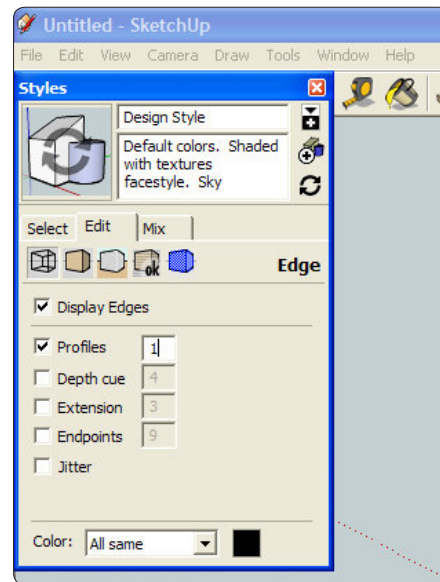 Untitled - SketchUp
File Edit View Camera Draw Tools Window Help
Styles
Design Style
Default colors. Shaded
with textures
facestyle. Sky
Select Edit Mix
ok
Edge
Display Edges
Profiles 1
Depth cue 4
Extension 3
Endpoints 9
Jitter
Color: All same